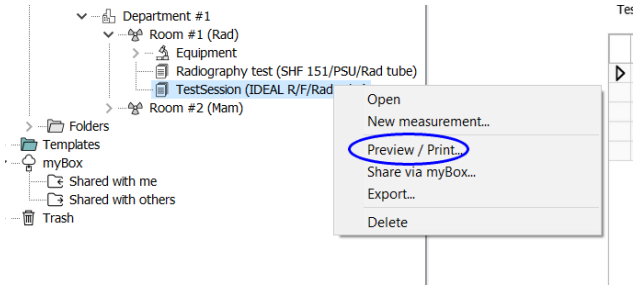 Department #1
Room #1 (Rad)
Equipment
Radiography test (SHF 151/PSU/Rad tube)
TestSession (IDEAL R/F/Rad
Room #2 (Mam)
Folders
Templates
myBox
Shared with me
Shared with others
Trash
Open
New measurement...
Preview / Print...
Share via myBox...
Export...
Delete